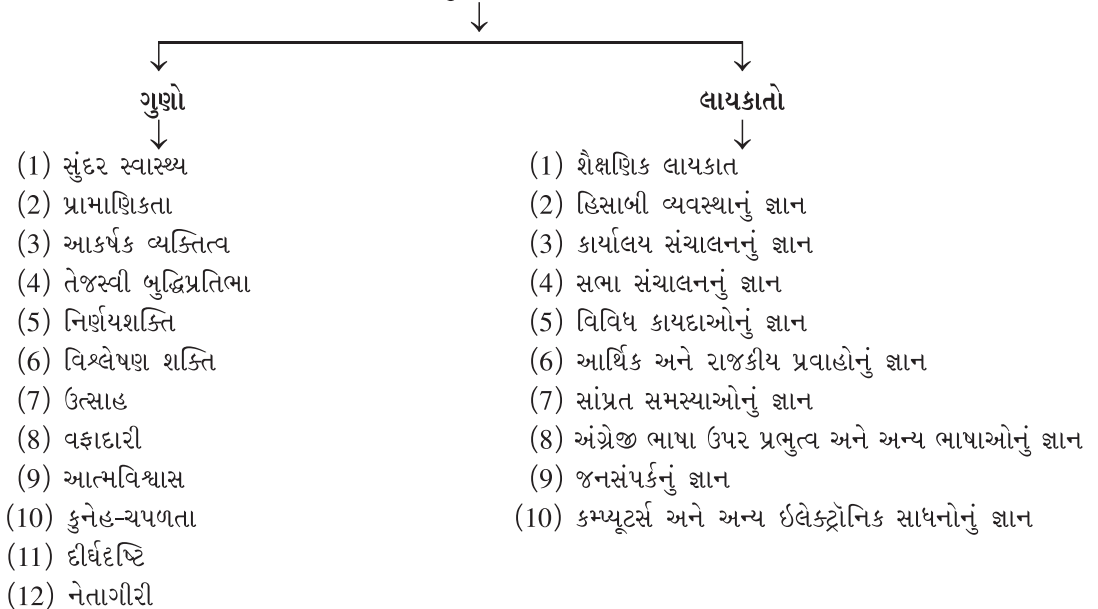 ગુણો
(1) સુંદર સ્વાસ્થ્ય
(2) પ્રામાણિકતા
(3) આકર્ષક વ્યક્તિત્વ
(4) તેજસ્વી બુદ્ધિપ્રતિભા
(5) નિર્ણયશક્તિ
(6) વિશ્લેષણ શક્તિ
(7) ઉત્સાહ
(8) વફાદારી
(9) આત્મવિશ્વાસ
(10) કુનેહ-ચપળતા
(11) દીર્ઘદૃષ્ટિ
(12) નેતાગીરી
લાયકાતો
(1) શૈક્ષણિક લાયકાત
(2) હિસાબી વ્યવસ્થાનું જ્ઞાન
(3) કાર્યાલય સંચાલનનું જ્ઞાન
(4) સભા સંચાલનનું જ્ઞાન
(5) વિવિધ કાયદાઓનું જ્ઞાન
(6) આર્થિક અને રાજકીય પ્રવાહોનું જ્ઞાન
(7) સાંપ્રત સમસ્યાઓનું જ્ઞાન
(8) અંગ્રેજી ભાષા ઉપર પ્રભુત્વ અને અન્ય ભાષાઓનું જ્ઞાન
(9) જનસંપર્કનું જ્ઞાન
(10) કમ્પ્યૂટર્સ અને અન્ય ઇલેક્ટ્રૉનિક સાધનોનું જ્ઞાન